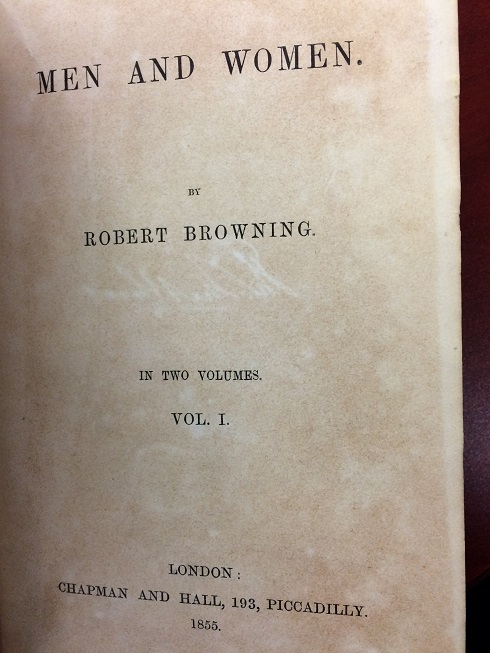 MEN AND WOMEN.
BY
ROBERT BROWNING.
IN TWO VOLUMES.
VOL. I.
LONDON:
CHAPMAN AND HALL, 193, PICCADILLY.
1855.